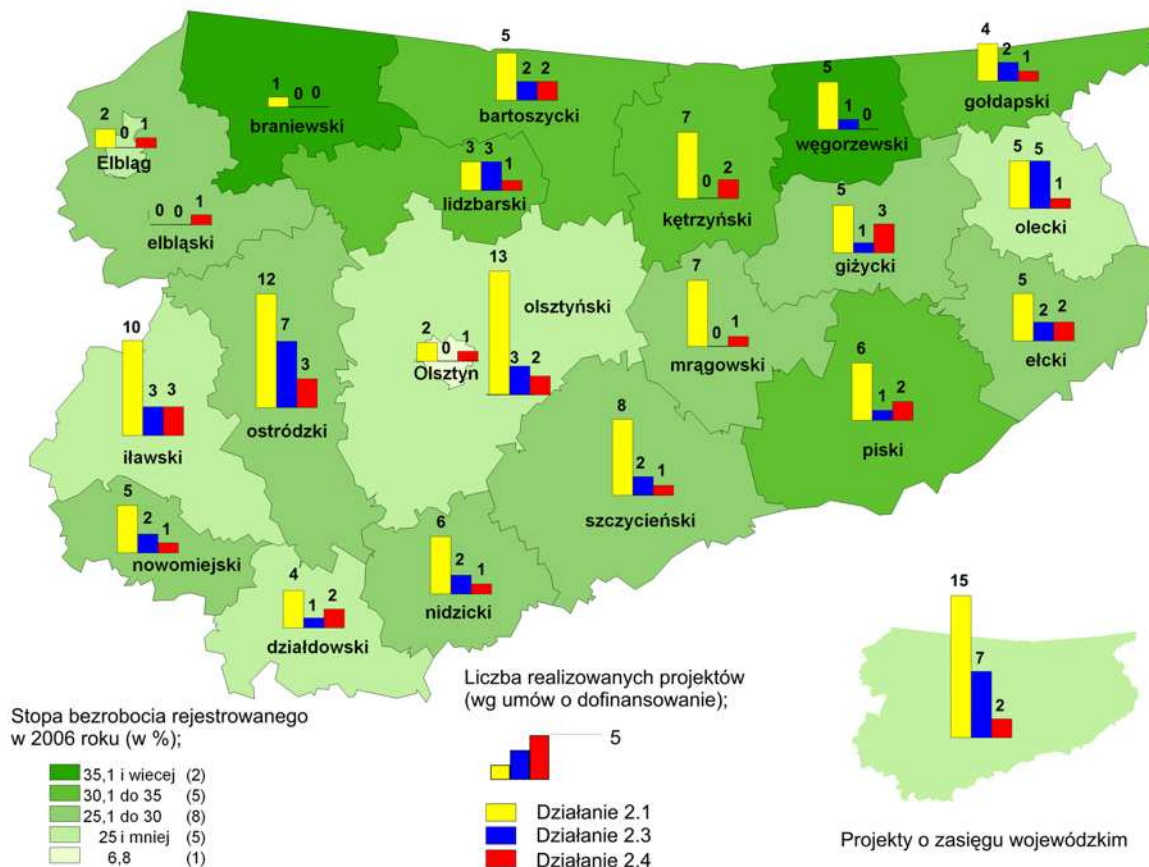 4
2
1
gołdapski
5
2 2
bartoszycki
1
0 0
braniewski
5
1
0
węgorzewski
2
0
1
Elbląg
7
0
2
kętrzyński
3 3
1
lidzbarski
5 5
1
olecki
0 0
1
elbląski
5
1
3
giżycki
13
3
2
olsztyński
12
7
3
ostródzki
7
0
1
mrągowski
5
2 2
ełcki
10
3 3
iławski
2
0
1
Olsztyn
6
1
2
piski
8
2
1
szczycieński
5
2
1
nowomiejski
6
2
1
nidzicki
4
1
2
działdowski
15
7
2
Projekty o zasięgu wojewódzkim
Stopa bezrobocia rejestrowanego
w 2006 roku (w %);
35,1 i wiecej (2)
30,1 do 35 (5)
25,1 do 30 (8)
25 i mniej (5)
6,8 (1)
Liczba realizowanych projektów
(wg umów o dofinansowanie);
5
Działanie 2.1
Działanie 2.3
Działanie 2.4